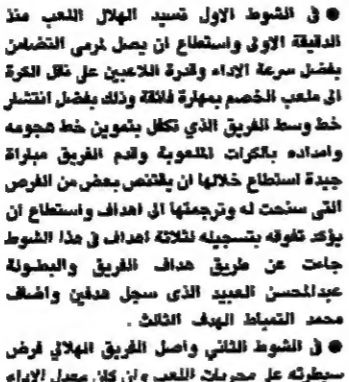 ● في الشوط الاول تسيد الهلال اللعب منذ
الدقيقة الاولى واستطاع ان يصل لمرمى التضامن
بفضل سرعة الاداء وقدرة اللاعبين على نقل الكرة
الى ملعب الخصم بمهارة فائقة وذلك بفضل انتشار
خط وسط الفريق الذي تكفل بتموين خط هجومه
وامداده بالكرات الملعوبة وقدم الفريق مباراة
جيدة استطاع خلالها ان يقتنص بعض من الفرص
التى سنحت له وترجمتها الى اهداف واستطاع ان
يؤكد تفوقه بتسجيله لثلاثة اهداف في هذا الشوط
جاءت عن طريق هداف الفريق والبطولة
عبدالمحسن العبيد الذى سجل هدفين واضاف
محمد التمياط الهدف الثالث .
● في الشوط الثاني واصل الفريق الهلالي فرض
سيطرته على مجريات اللعب وان كان معدل الاداء